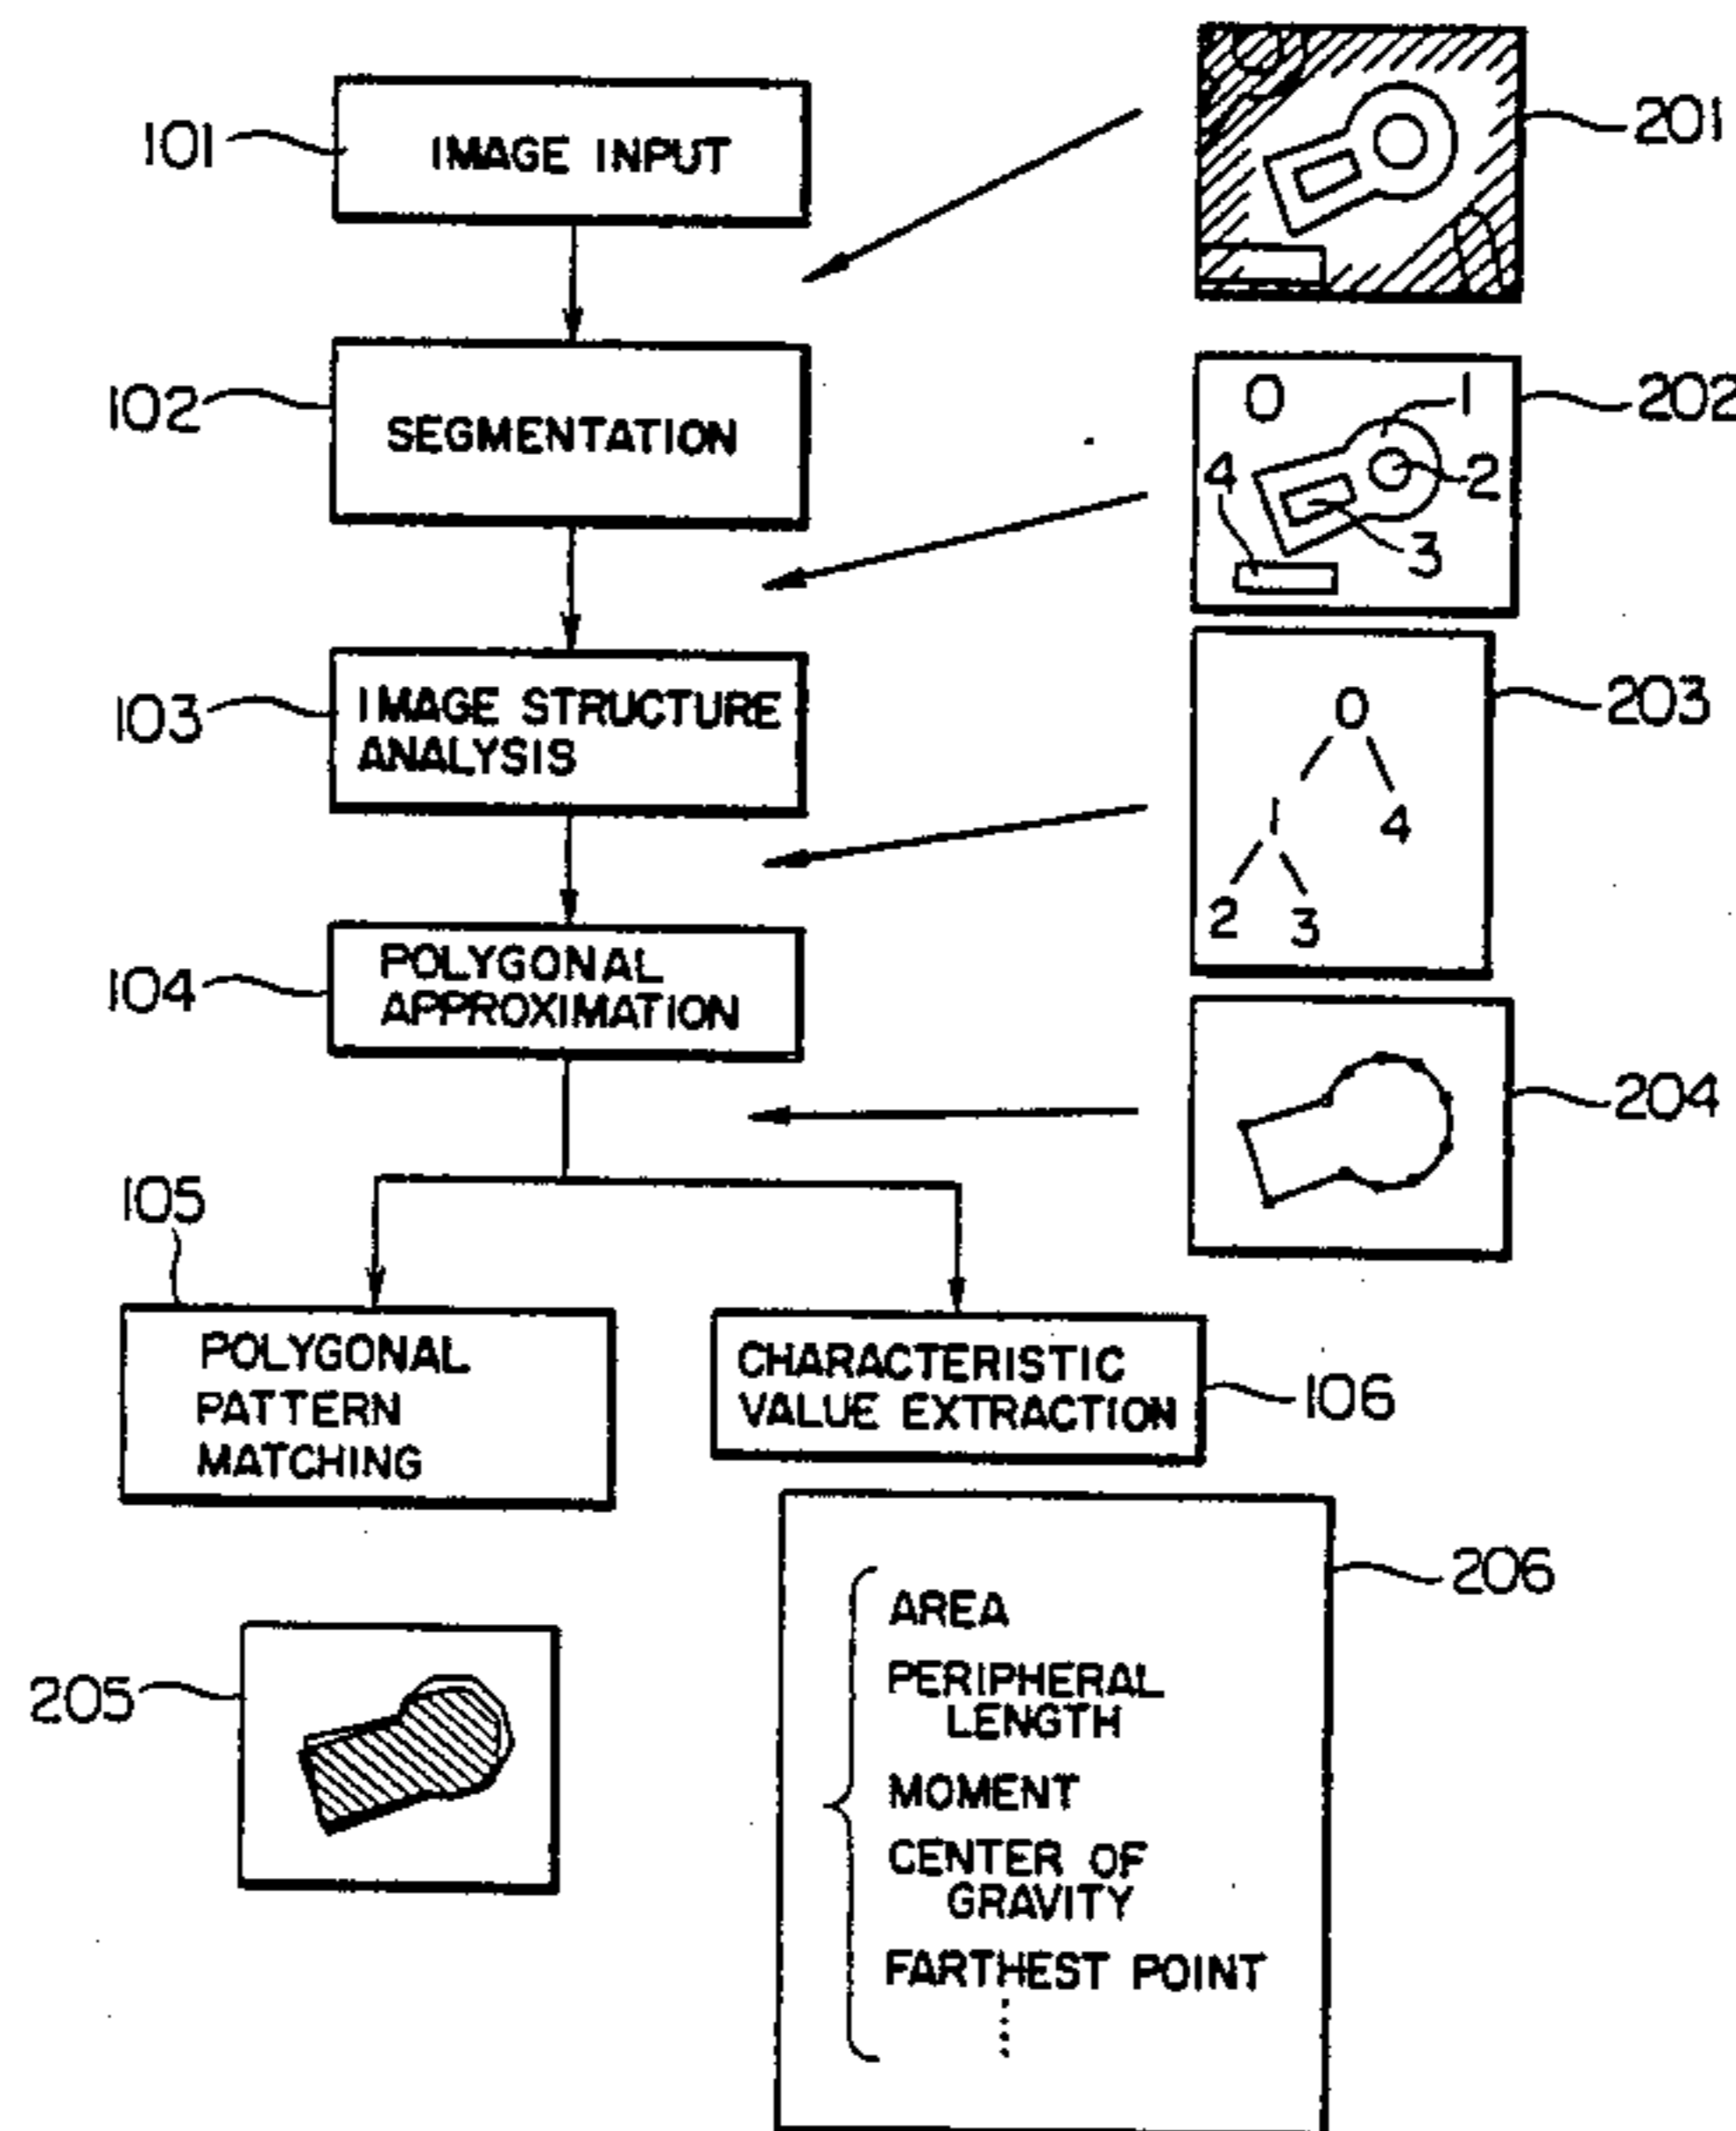 101
IMAGE INPUT
201
102
SEGMENTATION
0
1
2
3
4
202
103
IMAGE STRUCTURE
ANALYSIS
0
1
4
2
3
203
104
POLYGONAL
APPROXIMATION
204
105
POLYGONAL
PATTERN
MATCHING
CHARACTERISTIC
VALUE EXTRACTION
106
205
206
AREA
PERIPHERAL
LENGTH
MOMENT
CENTER OF
GRAVITY
FARTHEST POINT